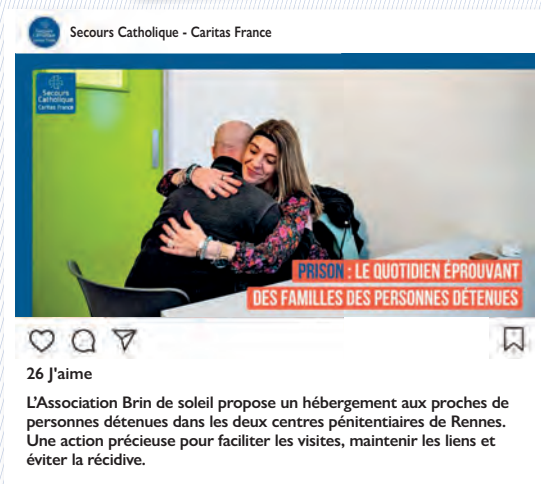 Secours Catholique - Caritas France
Secours
Catholique
Caritas France
PRISON : LE QUOTIDIEN ÉPROUVANT
DES FAMILLES DES PERSONNES DÉTENUES
26 J'aime
L'Association Brin de soleil propose un hébergement aux proches de
personnes détenues dans les deux centres pénitentiaires de Rennes.
Une action précieuse pour faciliter les visites, maintenir les liens et
éviter la récidive.